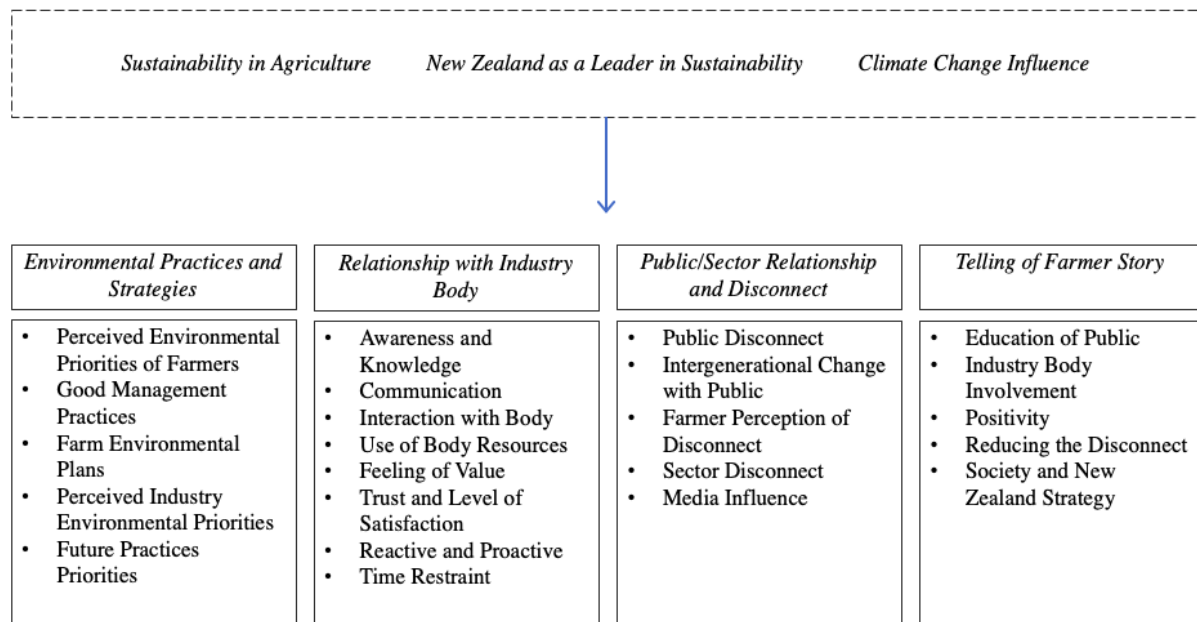 Sustainability in Agriculture New Zealand as a Leader in Sustainability Climate Change Influence
Environmental Practices and
Strategies
• Perceived Environmental
Priorities of Farmers
• Good Management
Practices
• Farm Environmental
Plans
• Perceived Industry
Environmental Priorities
• Future Practices
Priorities
Relationship with Industry
Body
• Awareness and
Knowledge
• Communication
• Interaction with Body
• Use of Body Resources
• Feeling of Value
• Trust and Level of
Satisfaction
• Reactive and Proactive
• Time Restraint
Public/Sector Relationship
and Disconnect
• Public Disconnect
• Intergenerational Change
with Public
• Farmer Perception of
Disconnect
• Sector Disconnect
• Media Influence
Telling of Farmer Story
• Education of Public
• Industry Body
Involvement
• Positivity
• Reducing the Disconnect
• Society and New
Zealand Strategy